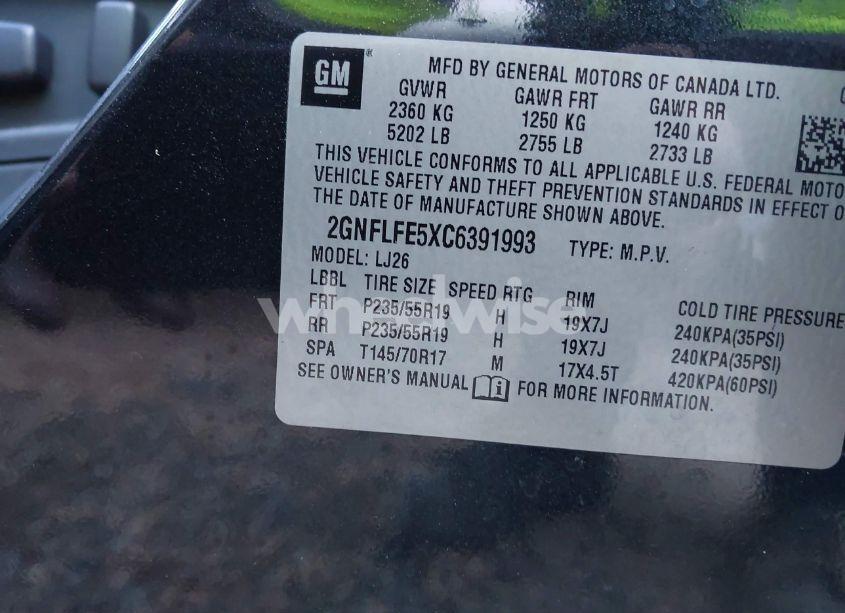 GM
MFD BY GENERAL MOTORS OF CANADA LTD.
GVWR GAWR FRT GAWR RR
2360 KG 1250 KG 1240 KG
5202 LB 2755 LB 2733 LB
THIS VEHICLE CONFORMS TO ALL APPLICABLE U.S. FEDERAL MOTO
VEHICLE SAFETY AND THEFT PREVENTION STANDARDS IN EFFECT O
THE DATE OF MANUFACTURE SHOWN ABOVE.
2GNFLFE5XC6391993 TYPE: M.P.V.
MODEL: LJ26
LBBL TIRE SIZE SPEED RTG RIM COLD TIRE PRESSURE
FRT P235/55R19 H 19X7J 240KPA(35PSI)
RR P235/55R19 H 19X7J 240KPA(35PSI)
SPA T145/70R17 M 17X4.5T 420KPA(60PSI)
SEE OWNER'S MANUAL i FOR MORE INFORMATION.
wheelwise